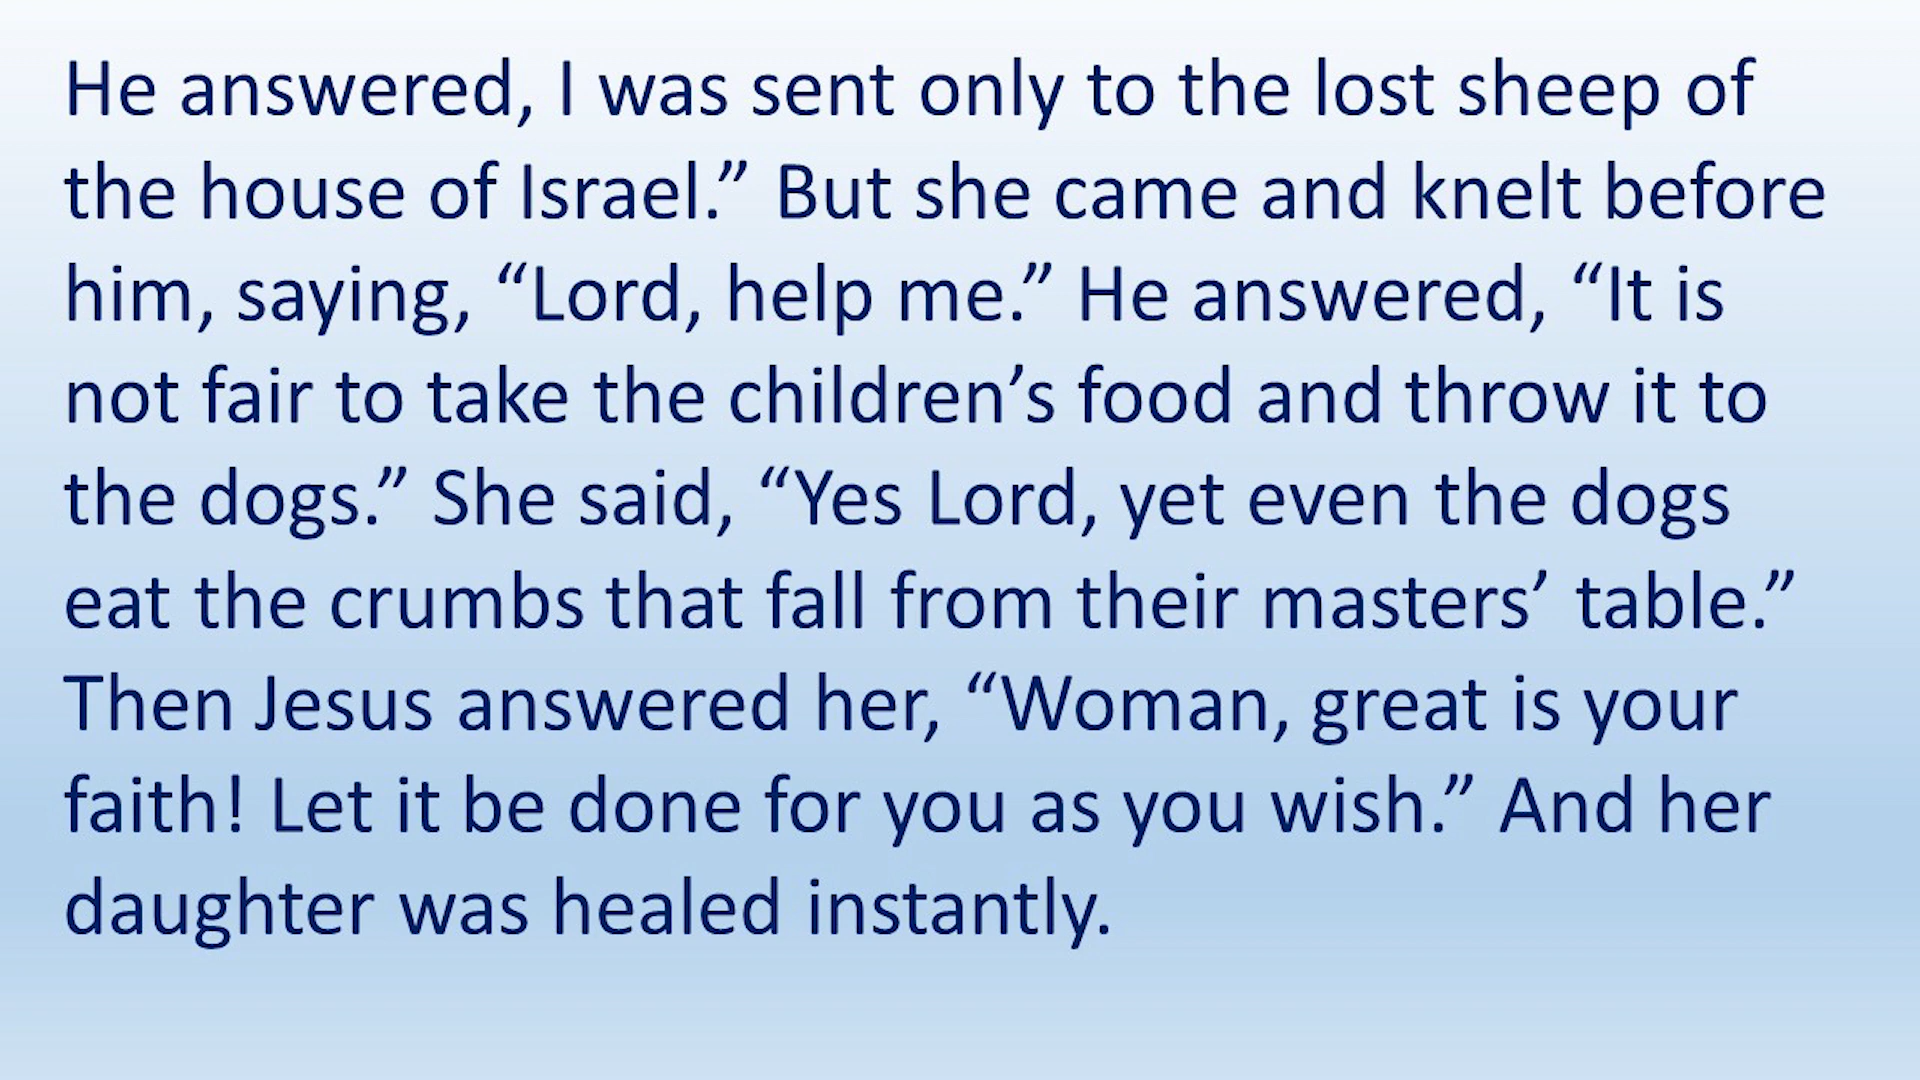 He answered, I was sent only to the lost sheep of
the house of Israel.” But she came and knelt before
him, saying, “Lord, help me.” He answered, “It is
not fair to take the children’s food and throw it to
the dogs.” She said, “Yes Lord, yet even the dogs
eat the crumbs that fall from their masters’ table.”
Then Jesus answered her, “Woman, great is your
faith! Let it be done for you as you wish.” And her
daughter was healed instantly.